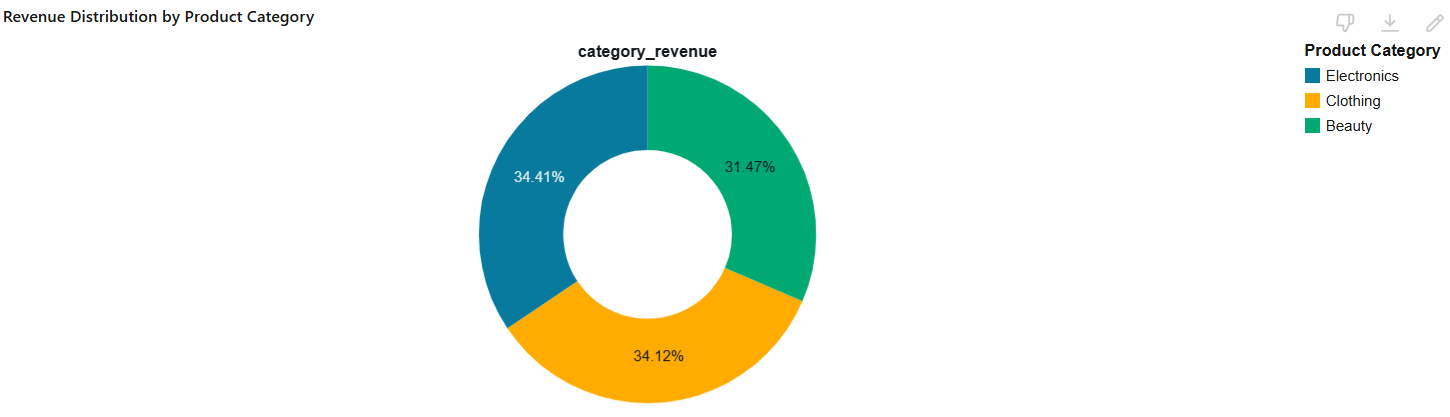 Revenue Distribution by Product Category
category_revenue
Product Category
Electronics
Clothing
Beauty
31.47%
34.41%
34.12%